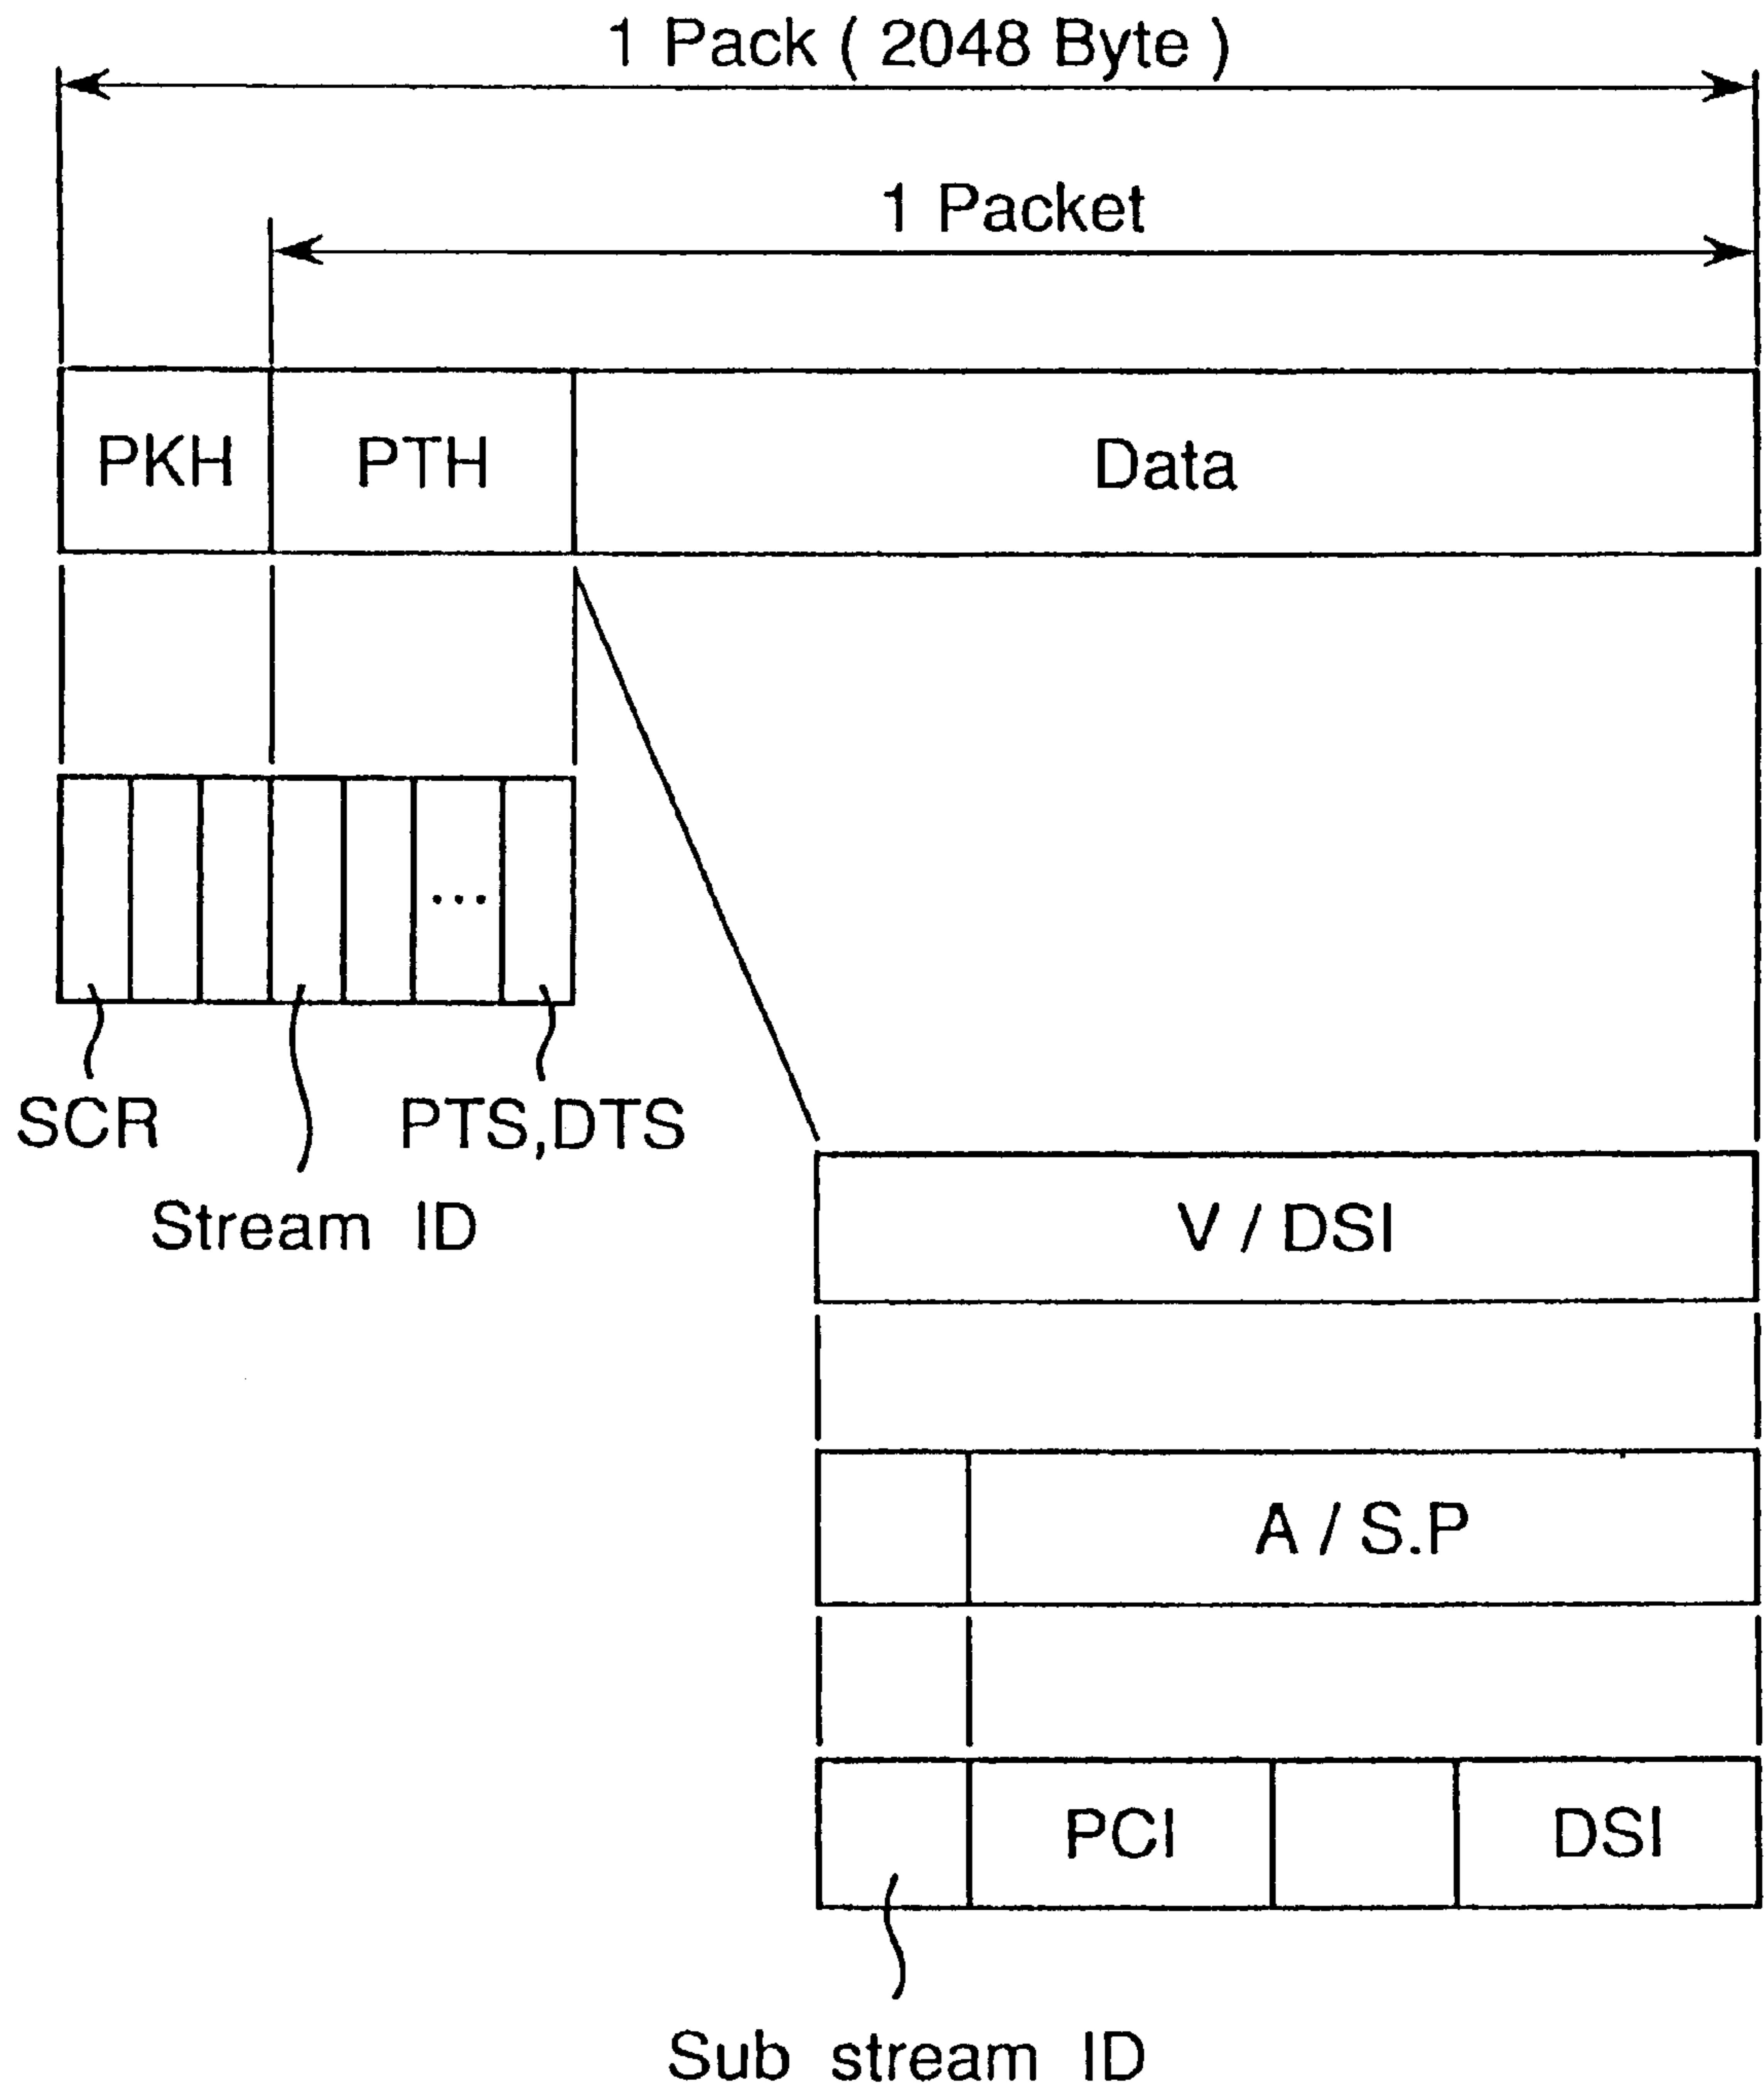 1 Pack ( 2048 Byte )
1 Packet
PKH PTH Data
...
SCR PTS,DTS
Stream ID
V / DSI
A / S.P
PCI DSI
Sub stream ID